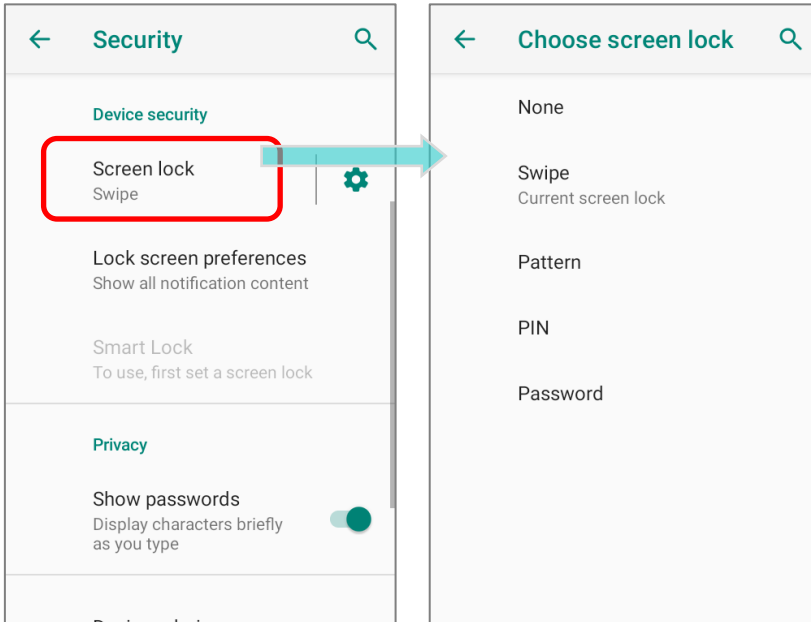 Security
Device security
Screen lock
Swipe
Lock screen preferences
Show all notification content
Smart Lock
To use, first set a screen lock
Privacy
Show passwords
Display characters briefly
as you type
Choose screen lock
None
Swipe
Current screen lock
Pattern
PIN
Password